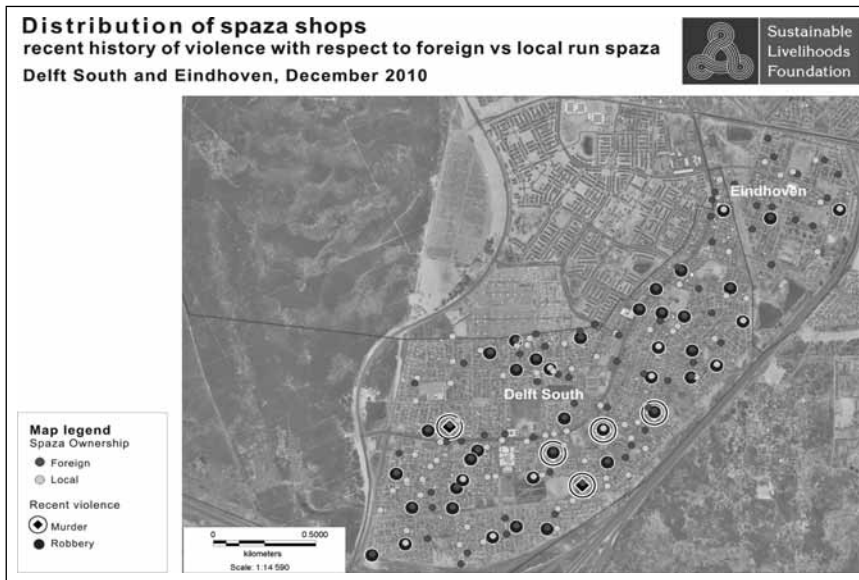 Distribution of spaza shops
recent history of violence with respect to foreign vs local run spaza
Delft South and Eindhoven, December 2010
Sustainable
Livelihoods
Foundation
Eindhoven
Delft South
Map legend
Spaza Ownership
Foreign
Local
Recent violence
Murder
Robbery
0
0.5000
kilometers
Scale: 1:14 590